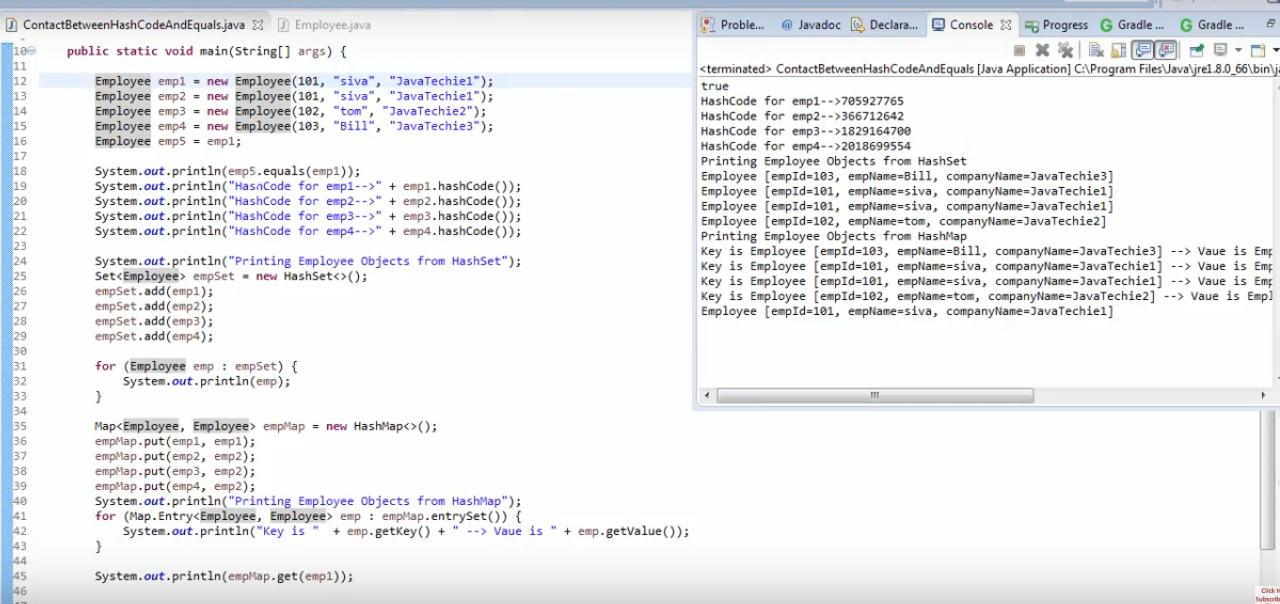 ContactBetweenHashCodeAndEquals.java Employee.java
10 public static void main(String[] args) {
11
12 Employee emp1 = new Employee(101, "siva", "JavaTechie1");
13 Employee emp2 = new Employee(101, "siva", "JavaTechie1");
14 Employee emp3 = new Employee(102, "tom", "JavaTechie2");
15 Employee emp4 = new Employee(103, "Bill", "JavaTechie3");
16 Employee emp5 = emp1;
17
18 System.out.println(emp5.equals(emp1));
19 System.out.println("HashCode for emp1-->" + emp1.hashCode());
20 System.out.println("HashCode for emp2-->" + emp2.hashCode());
21 System.out.println("HashCode for emp3-->" + emp3.hashCode());
22 System.out.println("HashCode for emp4-->" + emp4.hashCode());
23
24 System.out.println("Printing Employee Objects from HashSet");
25 Set<Employee> empSet = new HashSet<>();
26 empSet.add(emp1);
27 empSet.add(emp2);
28 empSet.add(emp3);
29 empSet.add(emp4);
30
31 for (Employee emp : empSet) {
32 System.out.println(emp);
33 }
34
35 Map<Employee, Employee> empMap = new HashMap<>();
36 empMap.put(emp1, emp1);
37 empMap.put(emp2, emp2);
38 empMap.put(emp3, emp2);
39 empMap.put(emp4, emp2);
40 System.out.println("Printing Employee Objects from HashMap");
41 for (Map.Entry<Employee, Employee> emp : empMap.entrySet()) {
42 System.out.println("Key is " + emp.getKey() + " --> Vaue is " + emp.getValue());
43 }
44
45 System.out.println(empMap.get(emp1));
46
Proble... @ Javadoc Declara... Console Progress Gradle ... Gradle ...
<terminated> ContactBetweenHashCodeAndEquals [Java Application] C:\Program Files\Java\jre1.8.0_66\bin\ja
true
HashCode for emp1-->705927765
HashCode for emp2-->366712642
HashCode for emp3-->1829164700
HashCode for emp4-->2018699554
Printing Employee Objects from HashSet
Employee [empId=103, empName=Bill, companyName=JavaTechie3]
Employee [empId=101, empName=siva, companyName=JavaTechie1]
Employee [empId=101, empName=siva, companyName=JavaTechie1]
Employee [empId=102, empName=tom, companyName=JavaTechie2]
Printing Employee Objects from HashMap
Key is Employee [empId=103, empName=Bill, companyName=JavaTechie3] --> Vaue is Emp
Key is Employee [empId=101, empName=siva, companyName=JavaTechie1] --> Vaue is Emp
Key is Employee [empId=101, empName=siva, companyName=JavaTechie1] --> Vaue is Emp
Key is Employee [empId=102, empName=tom, companyName=JavaTechie2] --> Vaue is Empl
Employee [empId=101, empName=siva, companyName=JavaTechie1]
Click H
Subscrib